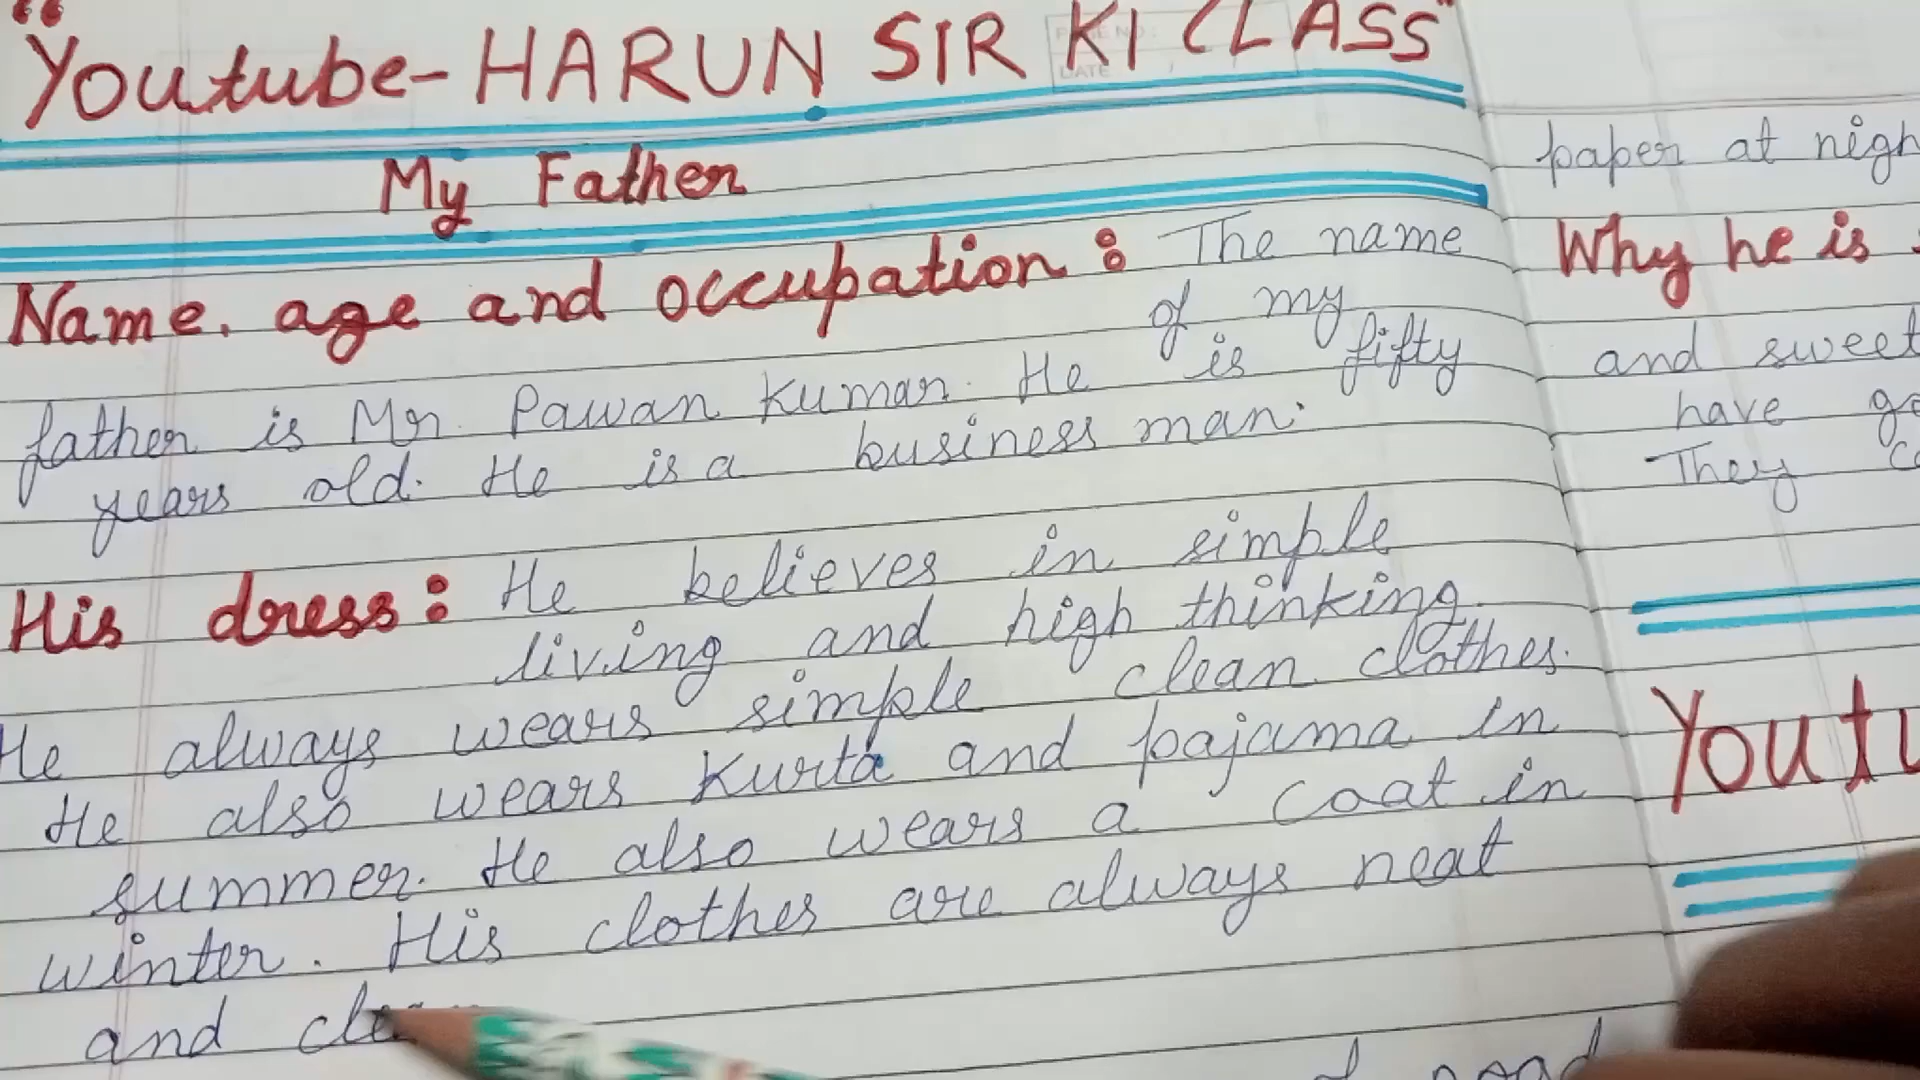 "Youtube- HARUN SIR KI CLASS"
My Father
Name. age and occupation : The name
of my
father is Mr. Pawan Kumar. He is fifty
years old. He is a business man.
His dress : He believes in simple
living and high thinking.
He always wears simple clean clothes.
He also wears Kurta and pajama in
summer. He also wears a coat in
winter. His clothes are always neat
and
paper at nigh
Why he is
and sweet
have
They
Youtu